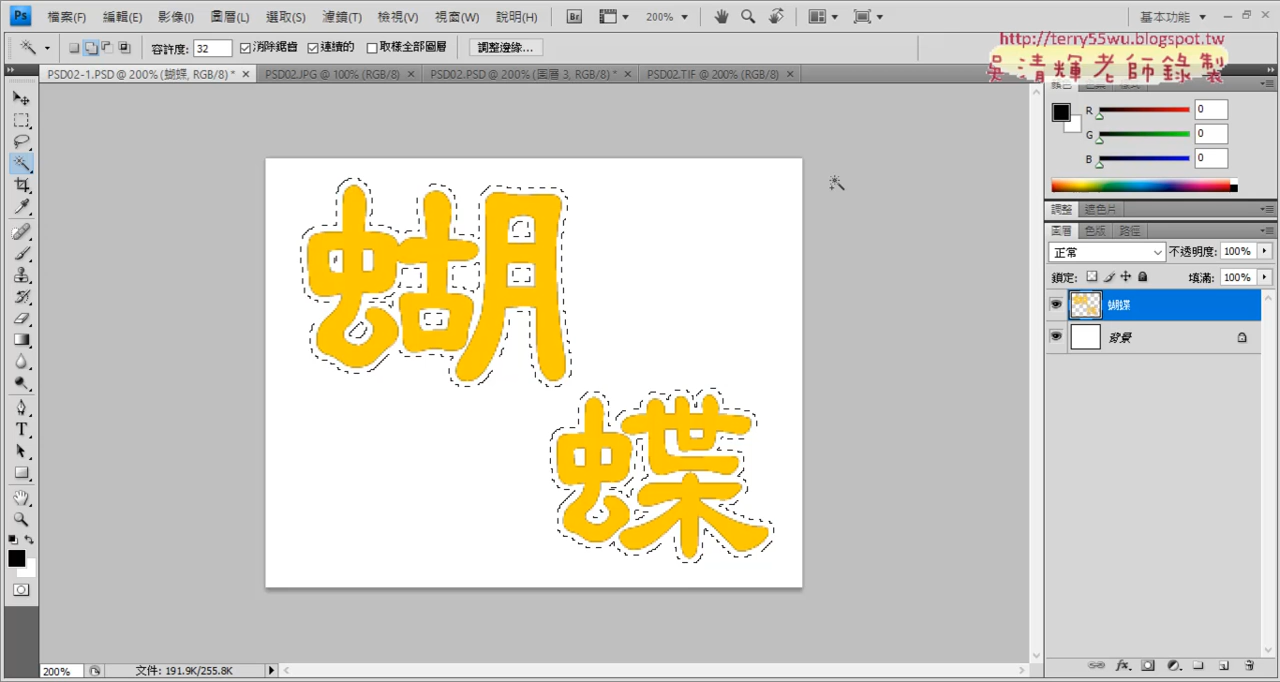 檔案(F) 編輯(E) 影像(I) 圖層(L) 選取(S) 濾鏡(T) 檢視(V) 視窗(W) 說明(H) Br 200% 基本功能
http://terry55wu.blogspot.tw
容許度: 32 消除鋸齒 連續的 取樣全部圖層 調整邊緣...
吳清輝老師錄製
PSD02-1.PSD @ 200% (蝴蝶, RGB/8) * PSD02.JPG @ 100% (RGB/8) PSD02.PSD @ 200% (圖層 3, RGB/8) * PSD02.TIF @ 200% (RGB/8)
R 0
G 0
B 0
調整 遮色片
圖層 色版 路徑
正常 不透明度: 100%
鎖定: 填滿: 100%
蝴蝶
背景
蝴
蝶
200% 文件: 191.9K/255.8K